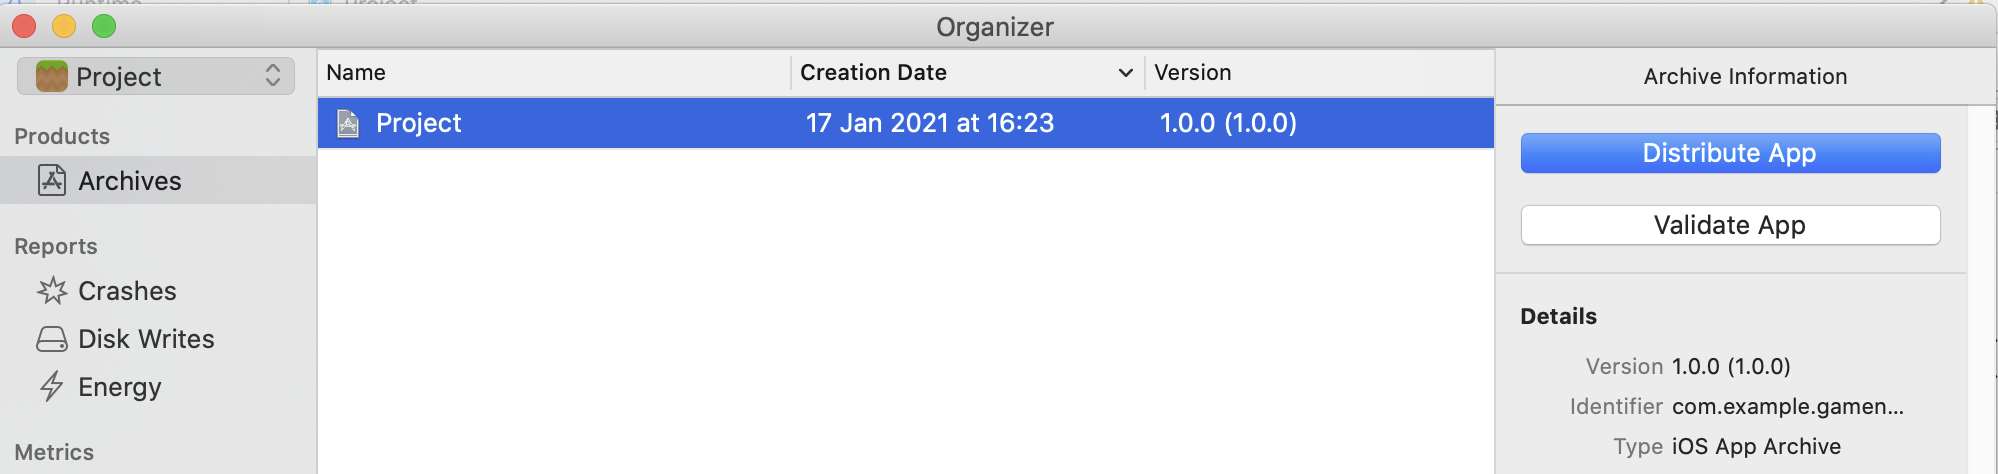 Organizer
Project
Products
Archives
Reports
Crashes
Disk Writes
Energy
Metrics
Name Creation Date Version
Project 17 Jan 2021 at 16:23 1.0.0 (1.0.0)
Archive Information
Distribute App
Validate App
Details
Version 1.0.0 (1.0.0)
Identifier com.example.gamen...
Type iOS App Archive